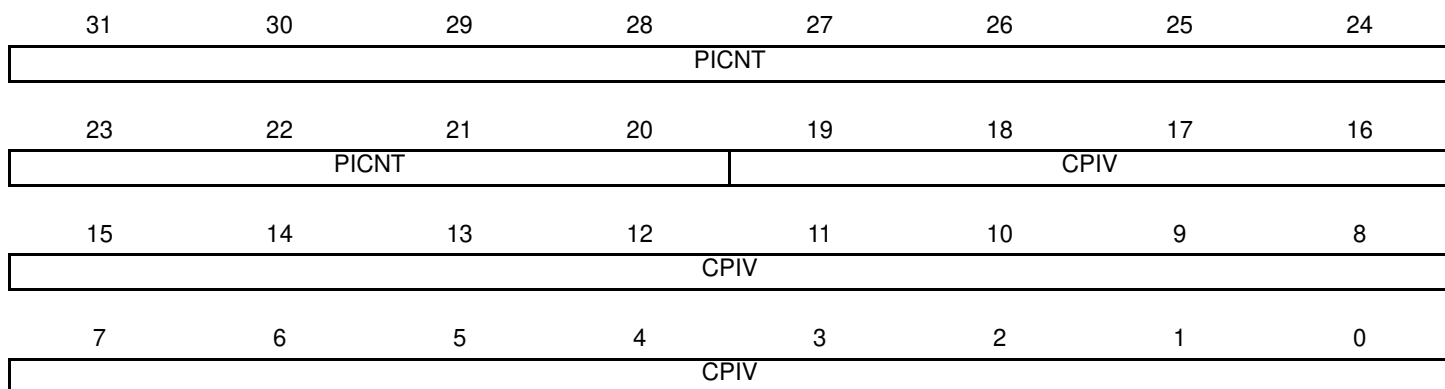 31 30 29 28 27 26 25 24
PICNT
23 22 21 20 19 18 17 16
PICNT CPIV
15 14 13 12 11 10 9 8
CPIV
7 6 5 4 3 2 1 0
CPIV